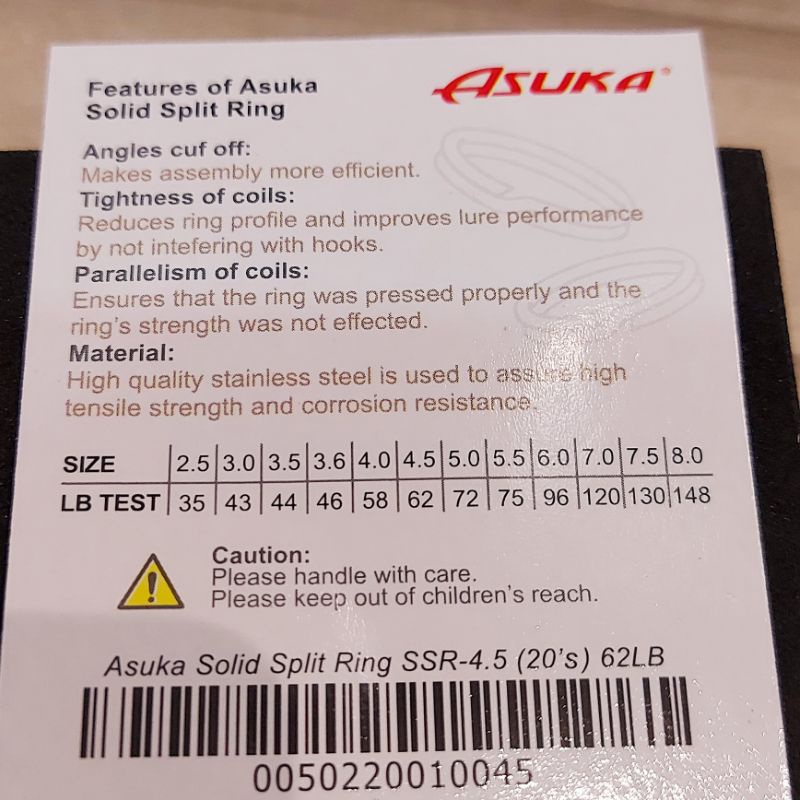 Features of Asuka
Solid Split Ring
ASUKA®
Angles cuf off:
Makes assembly more efficient.
Tightness of coils:
Reduces ring profile and improves lure performance
by not intefering with hooks.
Parallelism of coils:
Ensures that the ring was pressed properly and the
ring's strength was not effected.
Material:
High quality stainless steel is used to assure high
tensile strength and corrosion resistance.
SIZE 2.5 3.0 3.5 3.6 4.0 4.5 5.0 5.5 6.0 7.0 7.5 8.0
LB TEST 35 43 44 46 58 62 72 75 96 120 130 148
Caution:
Please handle with care.
Please keep out of children's reach.
Asuka Solid Split Ring SSR-4.5 (20's) 62LB
0050220010045